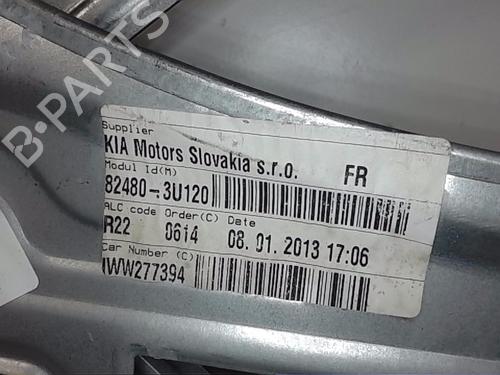 B-PARTS
Supplier
KIA Motors Slovakia s.r.o. FR
Modul Id(M)
82480-3U120
ALC code Order(C) Date
R22 0614 08.01.2013 17:06
Car Number (C)
IWW277394